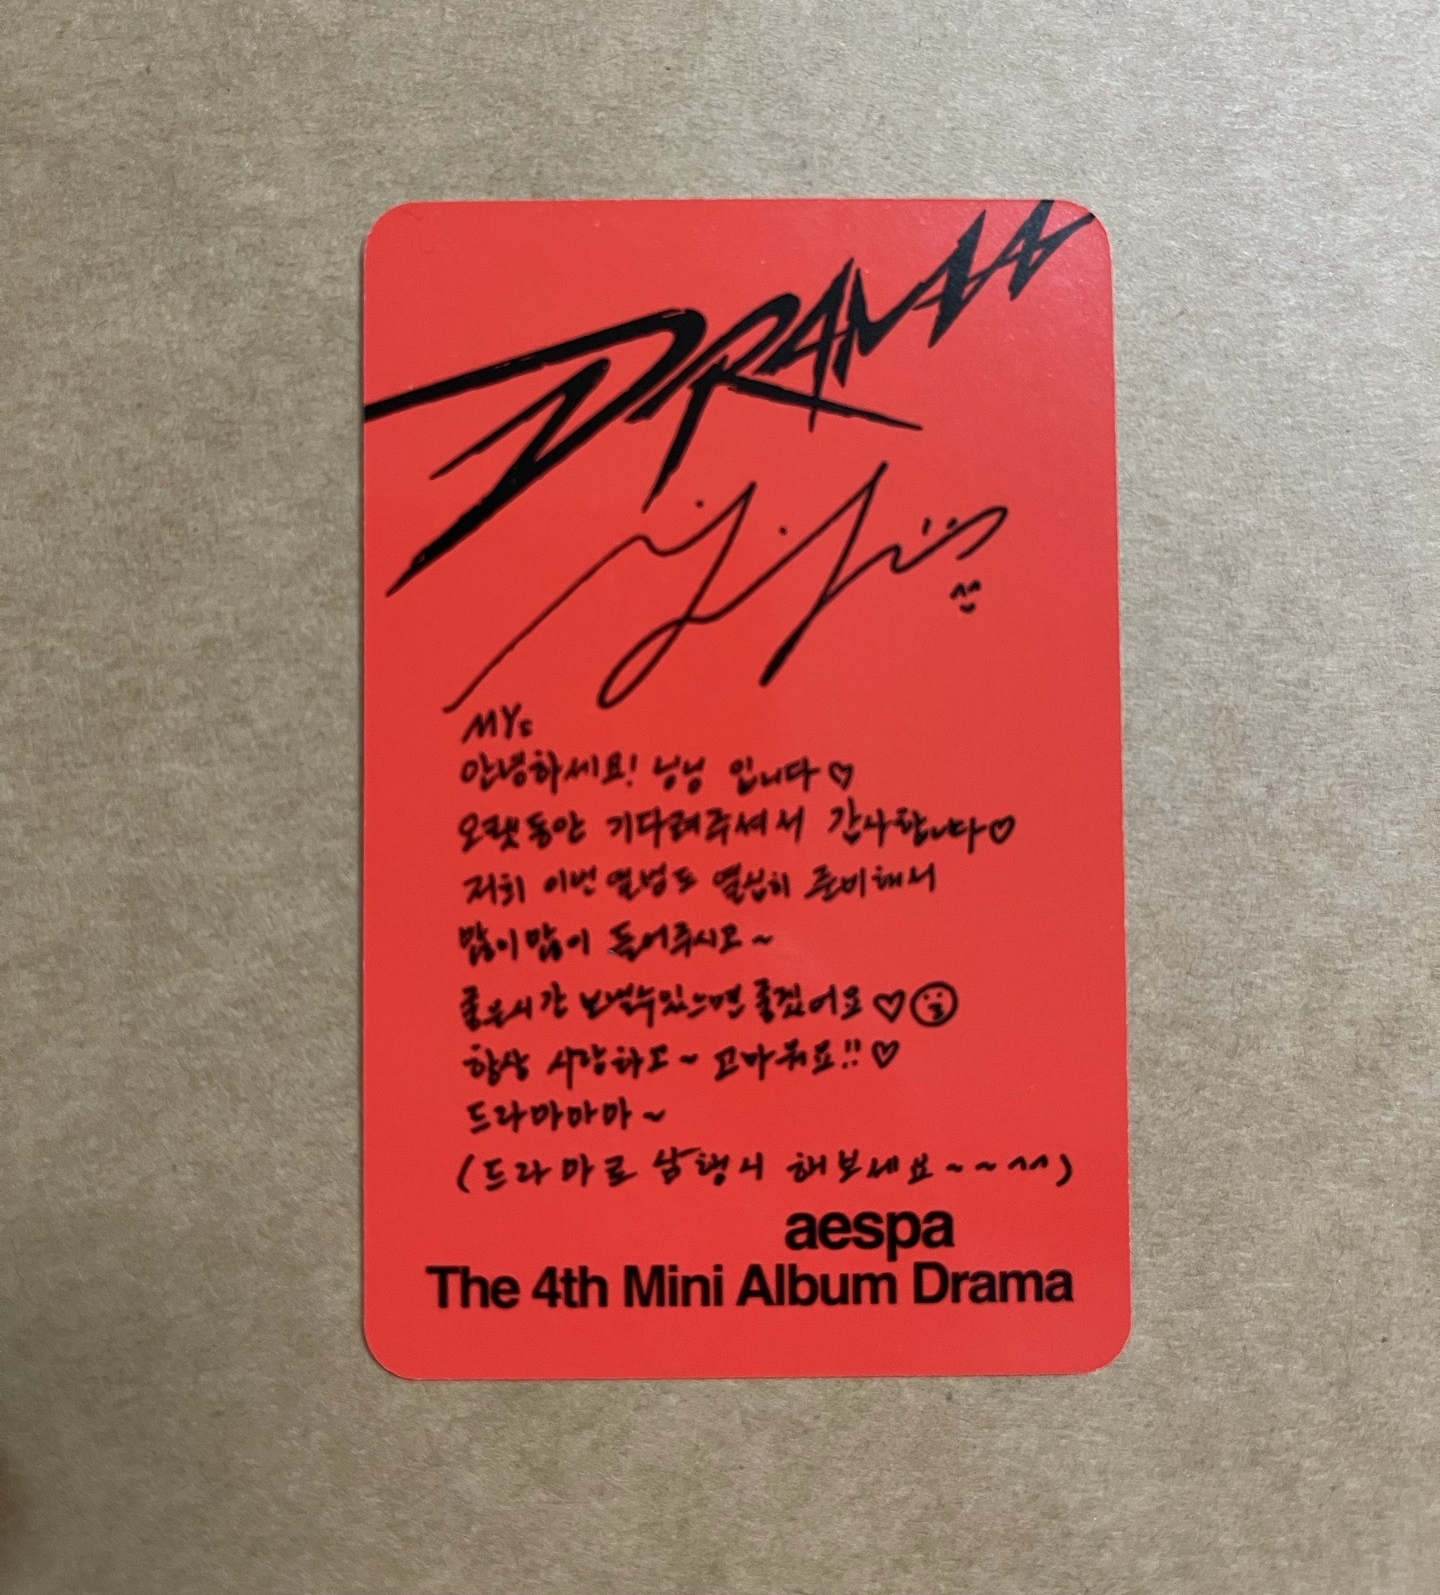 DRAMA
MYs
안녕하세요! 닝닝 입니다♡
오랫동안 기다려주셔서 감사합니다♡
저희 이번 앨범도 열심히 준비해서
많이많이 들어주시고~
좋은시간 보낼수있으면 좋겠어요♡
항상 사랑하고~ 고마워요!!♡
드라마마마~
(드라마로 삼행시 해보세요~~^^)
aespa
The 4th Mini Album Drama